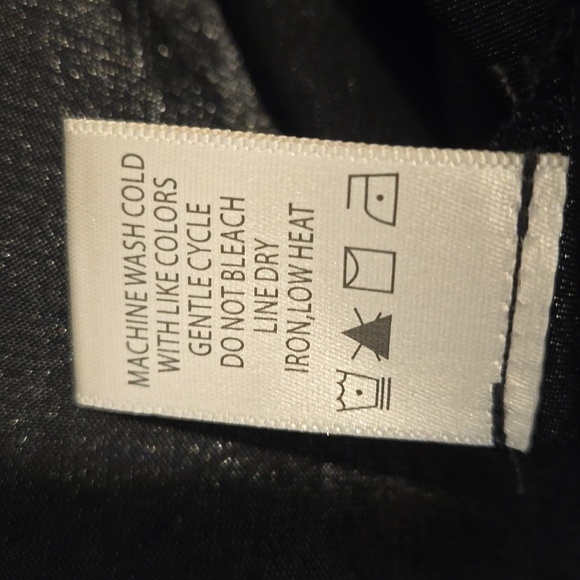 MACHINE WASH COLD
WITH LIKE COLORS
GENTLE CYCLE
DO NOT BLEACH
LINE DRY
IRON,LOW HEAT